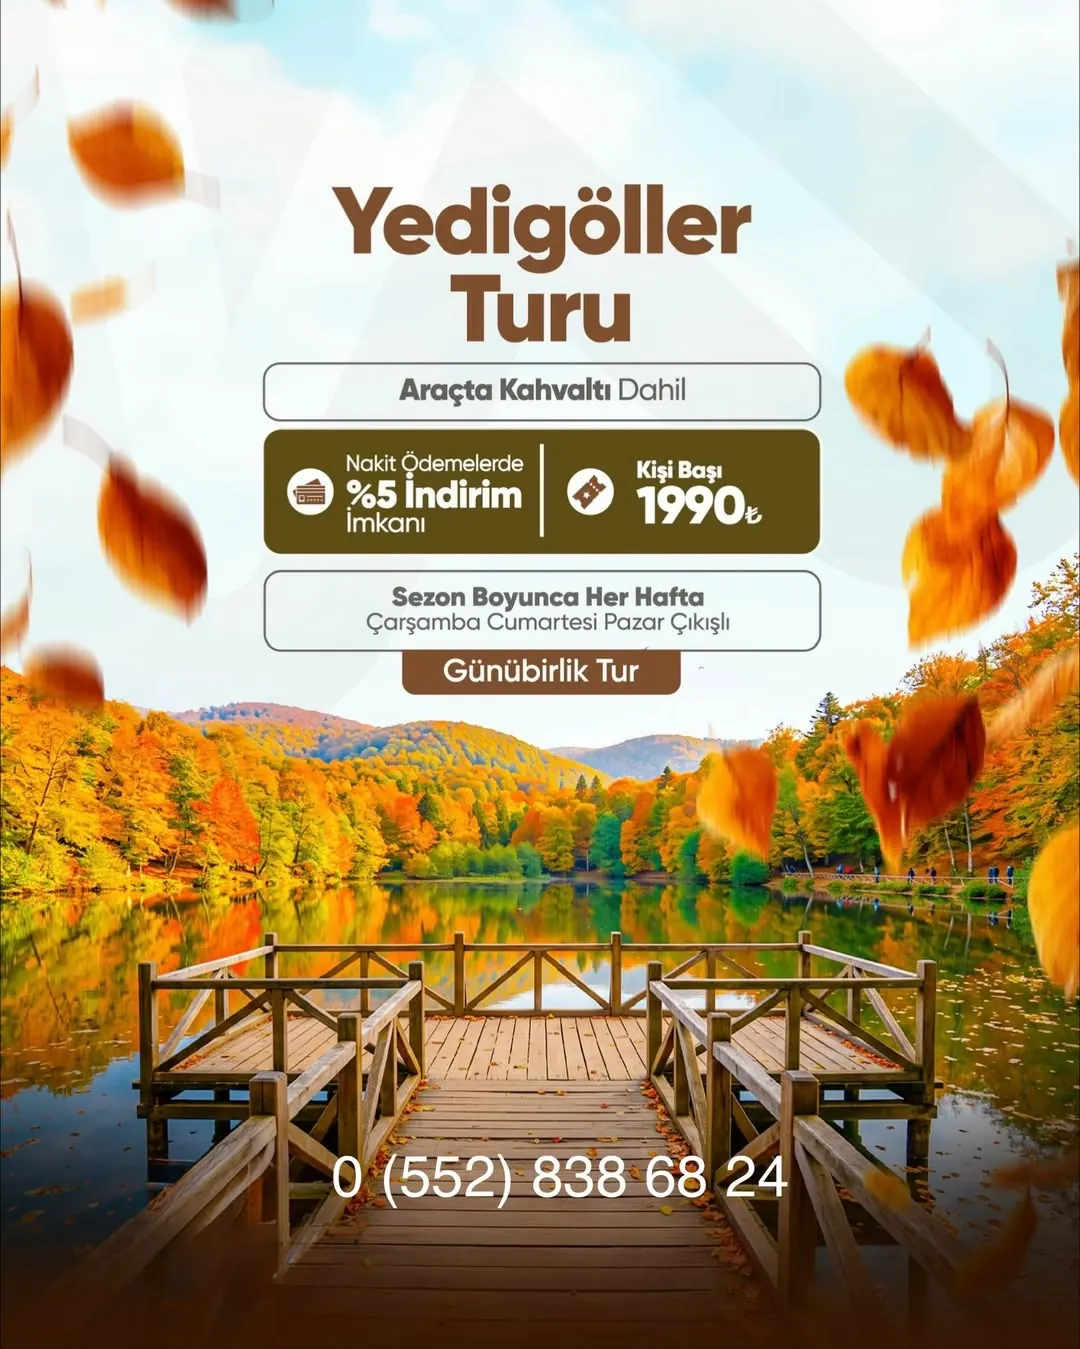 Yedigöller
Turu
Araçta Kahvaltı Dahil
Nakit Ödemelerde
%5 İndirim
İmkanı
Kişi Başı
1990₺
Sezon Boyunca Her Hafta
Çarşamba Cumartesi Pazar Çıkışlı
Günübirlik Tur
0 (552) 838 68 24